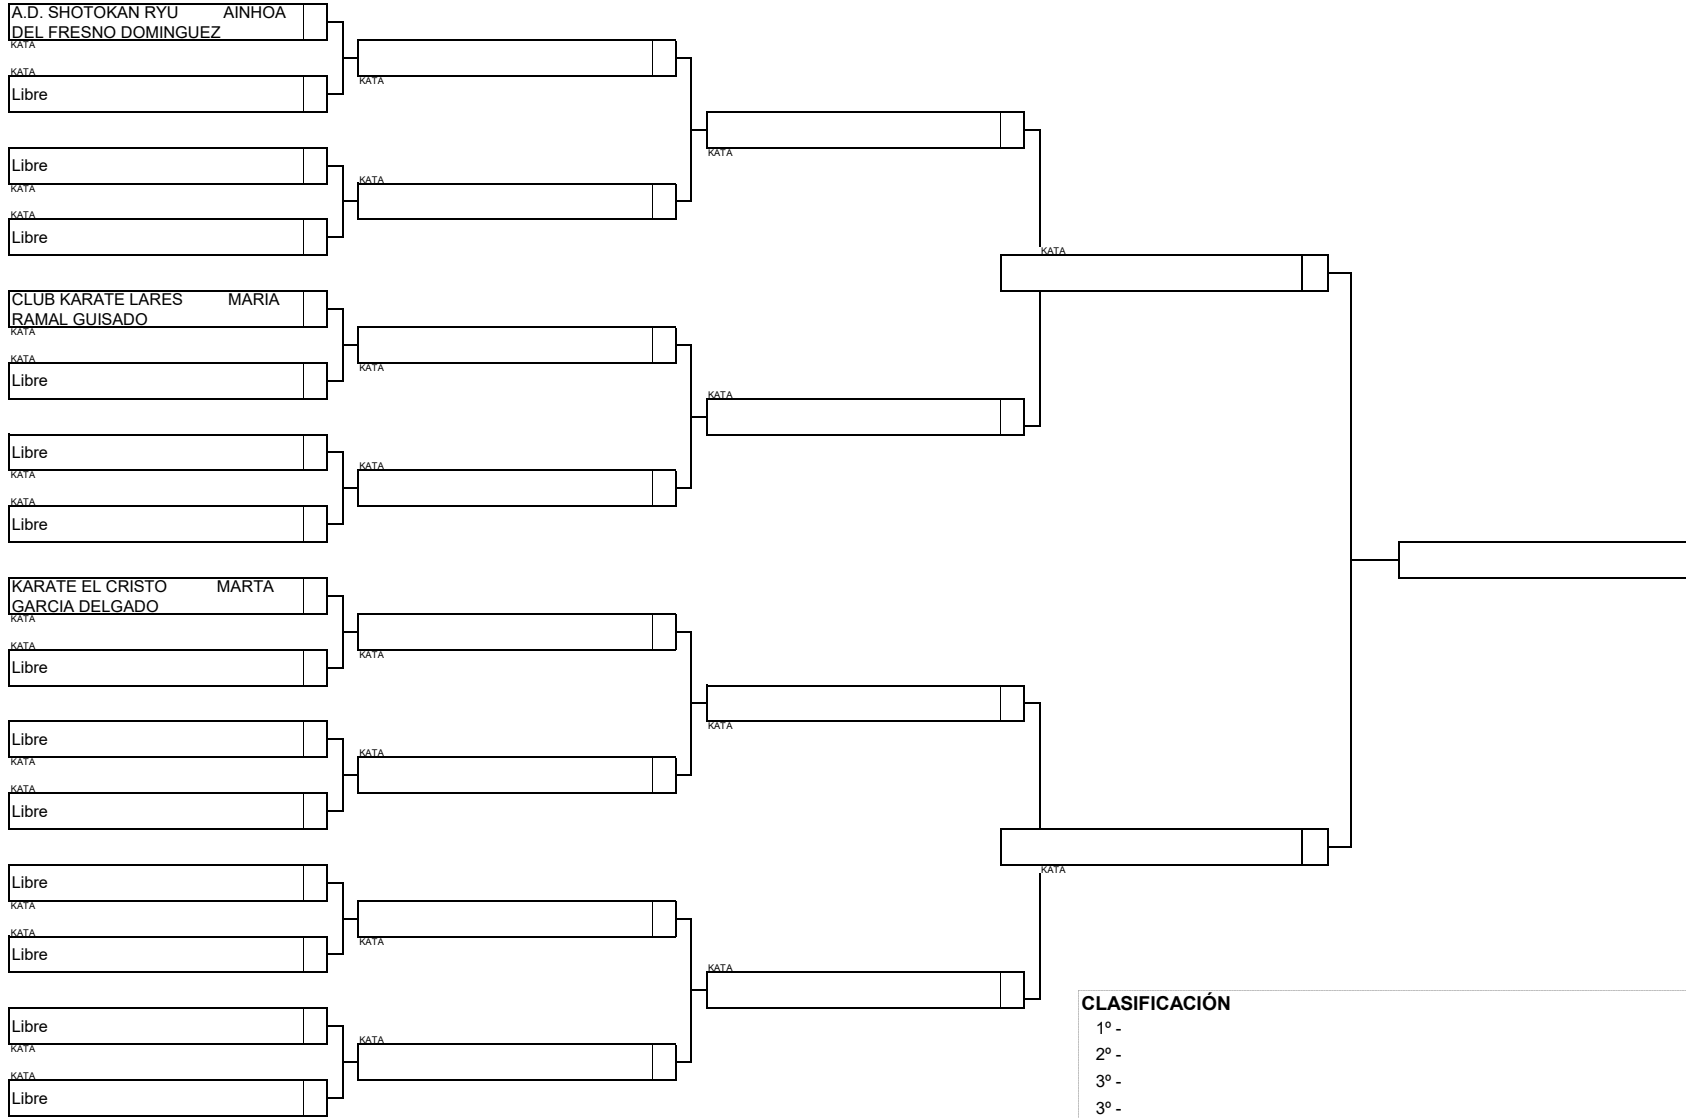 A.D. SHOTOKAN RYU AINHOA
DEL FRESNO DOMINGUEZ
KATA
KATA
Libre
KATA
Libre
KATA
KATA
Libre
KATA
CLUB KARATE LARES MARIA
RAMAL GUISADO
KATA
KATA
Libre
KATA
Libre
KATA
KATA
Libre
KATA
KARATE EL CRISTO MARTA
GARCIA DELGADO
KATA
KATA
Libre
KATA
Libre
KATA
KATA
Libre
KATA
Libre
KATA
KATA
Libre
KATA
Libre
KATA
KATA
Libre
KATA
KATA
KATA
KATA
KATA
KATA
KATA
CLASIFICACIÓN
1º -
2º -
3º -
3º -